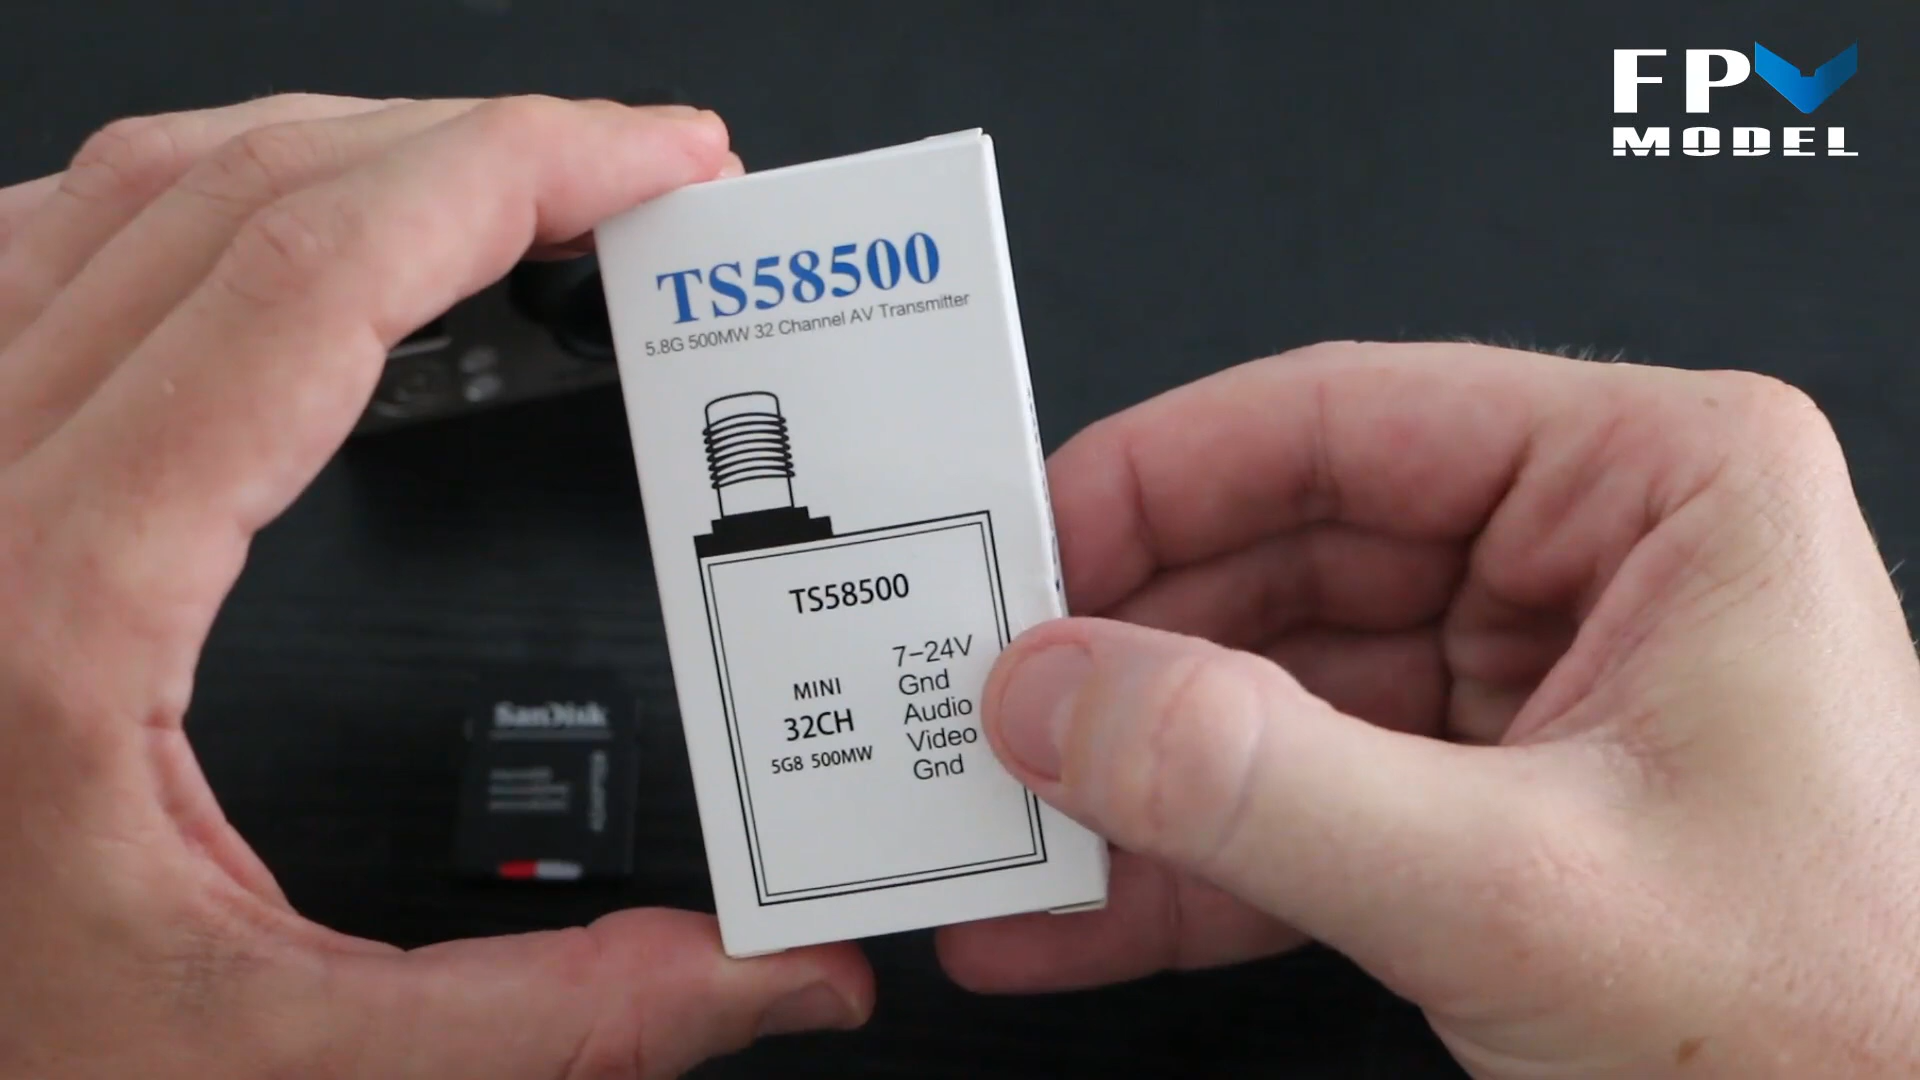 FPV
MODEL
TS58500
5.8G 500MW 32 Channel AV Transmitter
TS58500
7-24V
Gnd
Audio
Video
Gnd
MINI
32CH
5G8 500MW
SanDisk
ADAPTER